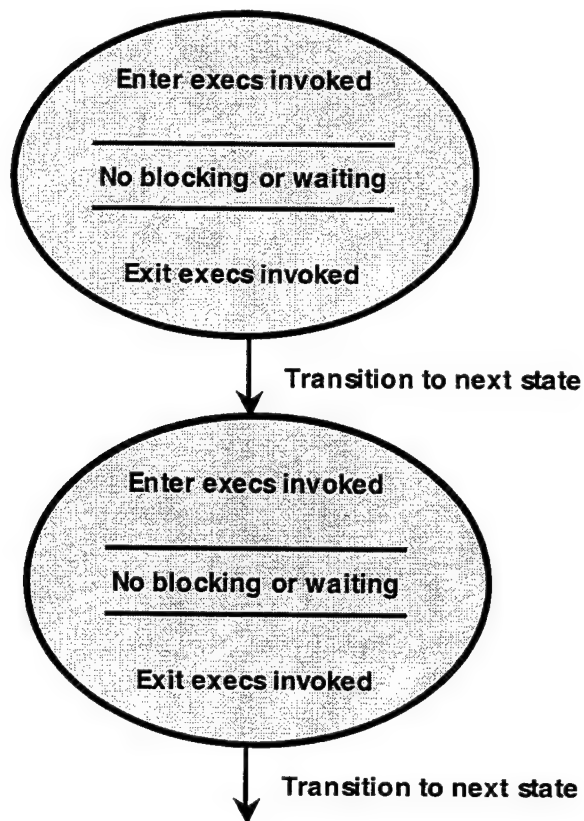 Enter execs invoked
No blocking or waiting
Exit execs invoked
Transition to next state
Enter execs invoked
No blocking or waiting
Exit execs invoked
Transition to next state